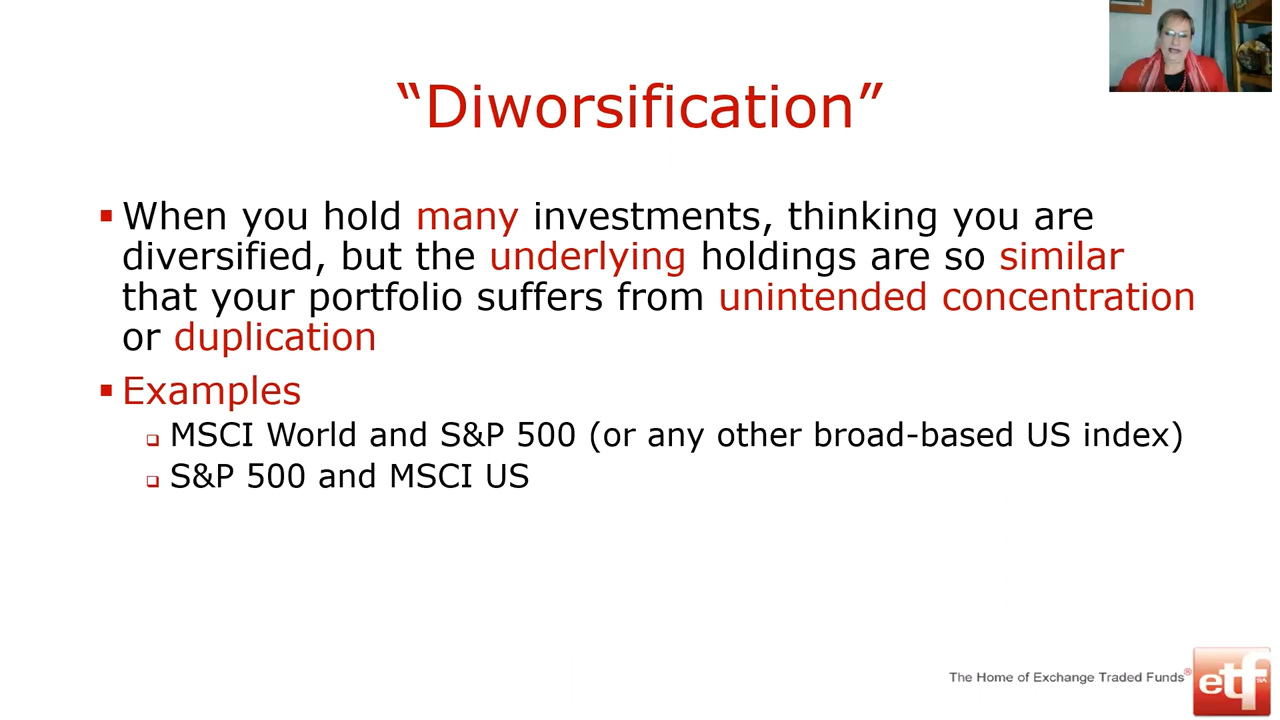 “Diworsification”
When you hold many investments, thinking you are
diversified, but the underlying holdings are so similar
that your portfolio suffers from unintended concentration
or duplication
Examples
MSCI World and S&P 500 (or any other broad-based US index)
S&P 500 and MSCI US
The Home of Exchange Traded Funds®
etfSA